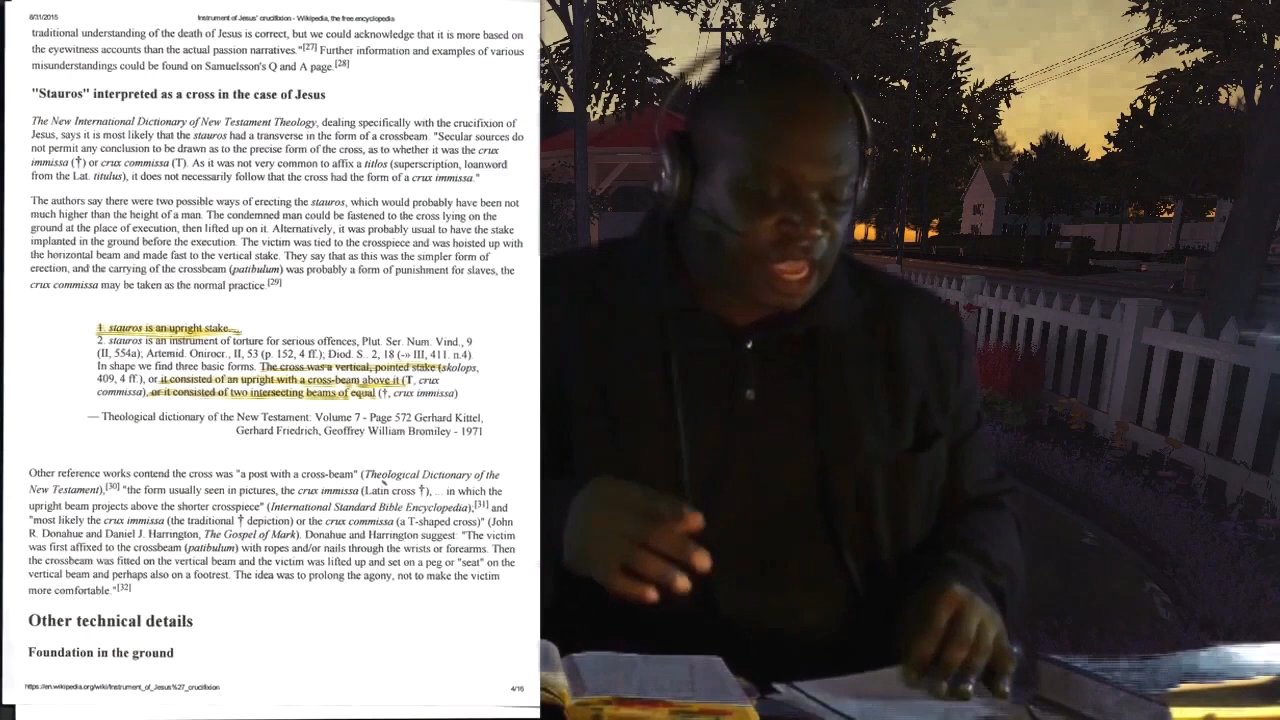 8/31/2015 Instrument of Jesus' crucifixion - Wikipedia, the free encyclopedia
traditional understanding of the death of Jesus is correct, but we could acknowledge that it is more based on
the eyewitness accounts than the actual passion narratives."[27] Further information and examples of various
misunderstandings could be found on Samuelsson's Q and A page.[28]
"Stauros" interpreted as a cross in the case of Jesus
The New International Dictionary of New Testament Theology, dealing specifically with the crucifixion of
Jesus, says it is most likely that the stauros had a transverse in the form of a crossbeam. "Secular sources do
not permit any conclusion to be drawn as to the precise form of the cross, as to whether it was the crux
immissa (†) or crux commissa (T). As it was not very common to affix a titlos (superscription, loanword
from the Lat. titulus), it does not necessarily follow that the cross had the form of a crux immissa."
The authors say there were two possible ways of erecting the stauros, which would probably have been not
much higher than the height of a man. The condemned man could be fastened to the cross lying on the
ground at the place of execution, then lifted up on it. Alternatively, it was probably usual to have the stake
implanted in the ground before the execution. The victim was tied to the crosspiece and was hoisted up with
the horizontal beam and made fast to the vertical stake. They say that as this was the simpler form of
erection, and the carrying of the crossbeam (patibulum) was probably a form of punishment for slaves, the
crux commissa may be taken as the normal practice.[29]
1. stauros is an upright stake.
2. stauros is an instrument of torture for serious offences, Plut. Ser. Num. Vind., 9
(II, 554a); Artemid. Onirocr., II, 53 (p. 152, 4 ff.); Diod. S., 2, 18 (-» III, 411. n.4).
In shape we find three basic forms. The cross was a vertical, pointed stake (skolops,
409, 4 ff.), or it consisted of an upright with a cross-beam above it (T, crux
commissa), or it consisted of two intersecting beams of equal (†, crux immissa)
— Theological dictionary of the New Testament: Volume 7 - Page 572 Gerhard Kittel,
Gerhard Friedrich, Geoffrey William Bromiley - 1971
Other reference works contend the cross was "a post with a cross-beam" (Theological Dictionary of the
New Testament),[30] "the form usually seen in pictures, the crux immissa (Latin cross †), ... in which the
upright beam projects above the shorter crosspiece" (International Standard Bible Encyclopedia);[31] and
"most likely the crux immissa (the traditional † depiction) or the crux commissa (a T-shaped cross)" (John
R. Donahue and Daniel J. Harrington, The Gospel of Mark). Donahue and Harrington suggest: "The victim
was first affixed to the crossbeam (patibulum) with ropes and/or nails through the wrists or forearms. Then
the crossbeam was fitted on the vertical beam and the victim was lifted up and set on a peg or "seat" on the
vertical beam and perhaps also on a footrest. The idea was to prolong the agony, not to make the victim
more comfortable."[32]
Other technical details
Foundation in the ground
https://en.wikipedia.org/wiki/Instrument_of_Jesus%27_crucifixion 4/16